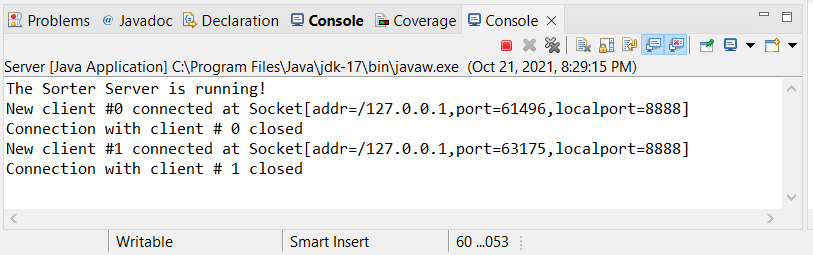 Problems @ Javadoc Declaration Console Coverage Console
Server [Java Application] C:\Program Files\Java\jdk-17\bin\javaw.exe (Oct 21, 2021, 8:29:15 PM)
The Sorter Server is running!
New client #0 connected at Socket[addr=/127.0.0.1,port=61496,localport=8888]
Connection with client # 0 closed
New client #1 connected at Socket[addr=/127.0.0.1,port=63175,localport=8888]
Connection with client # 1 closed
Writable Smart Insert 60 ...053